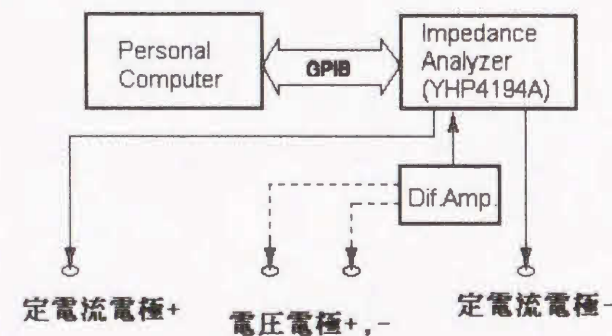 Personal
Computer
GPIB
Impedance
Analyzer
(YHP4194A)
Dif.Amp.
定電流電極+
電圧電極+,-
定電流電極-